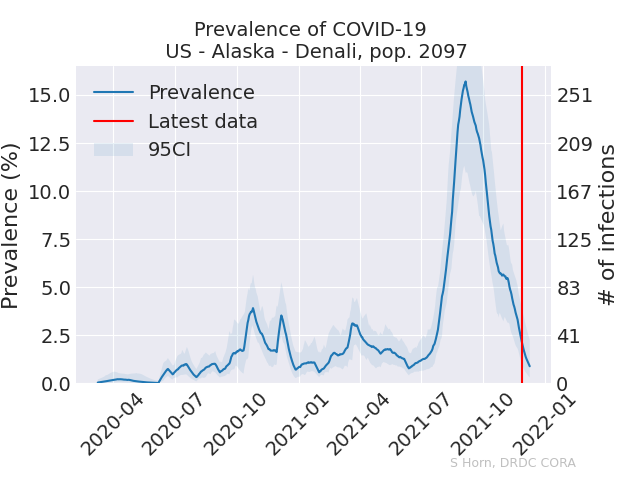 Prevalence of COVID-19
US - Alaska - Denali, pop. 2097
Prevalence
Latest data
95CI
Prevalence (%)
15.0
12.5
10.0
7.5
5.0
2.5
0.0
251
209
167
125
83
41
0
# of infections
2020-04
2020-07
2020-10
2021-01
2021-04
2021-07
2021-10
2022-01
S Horn, DRDC CORA